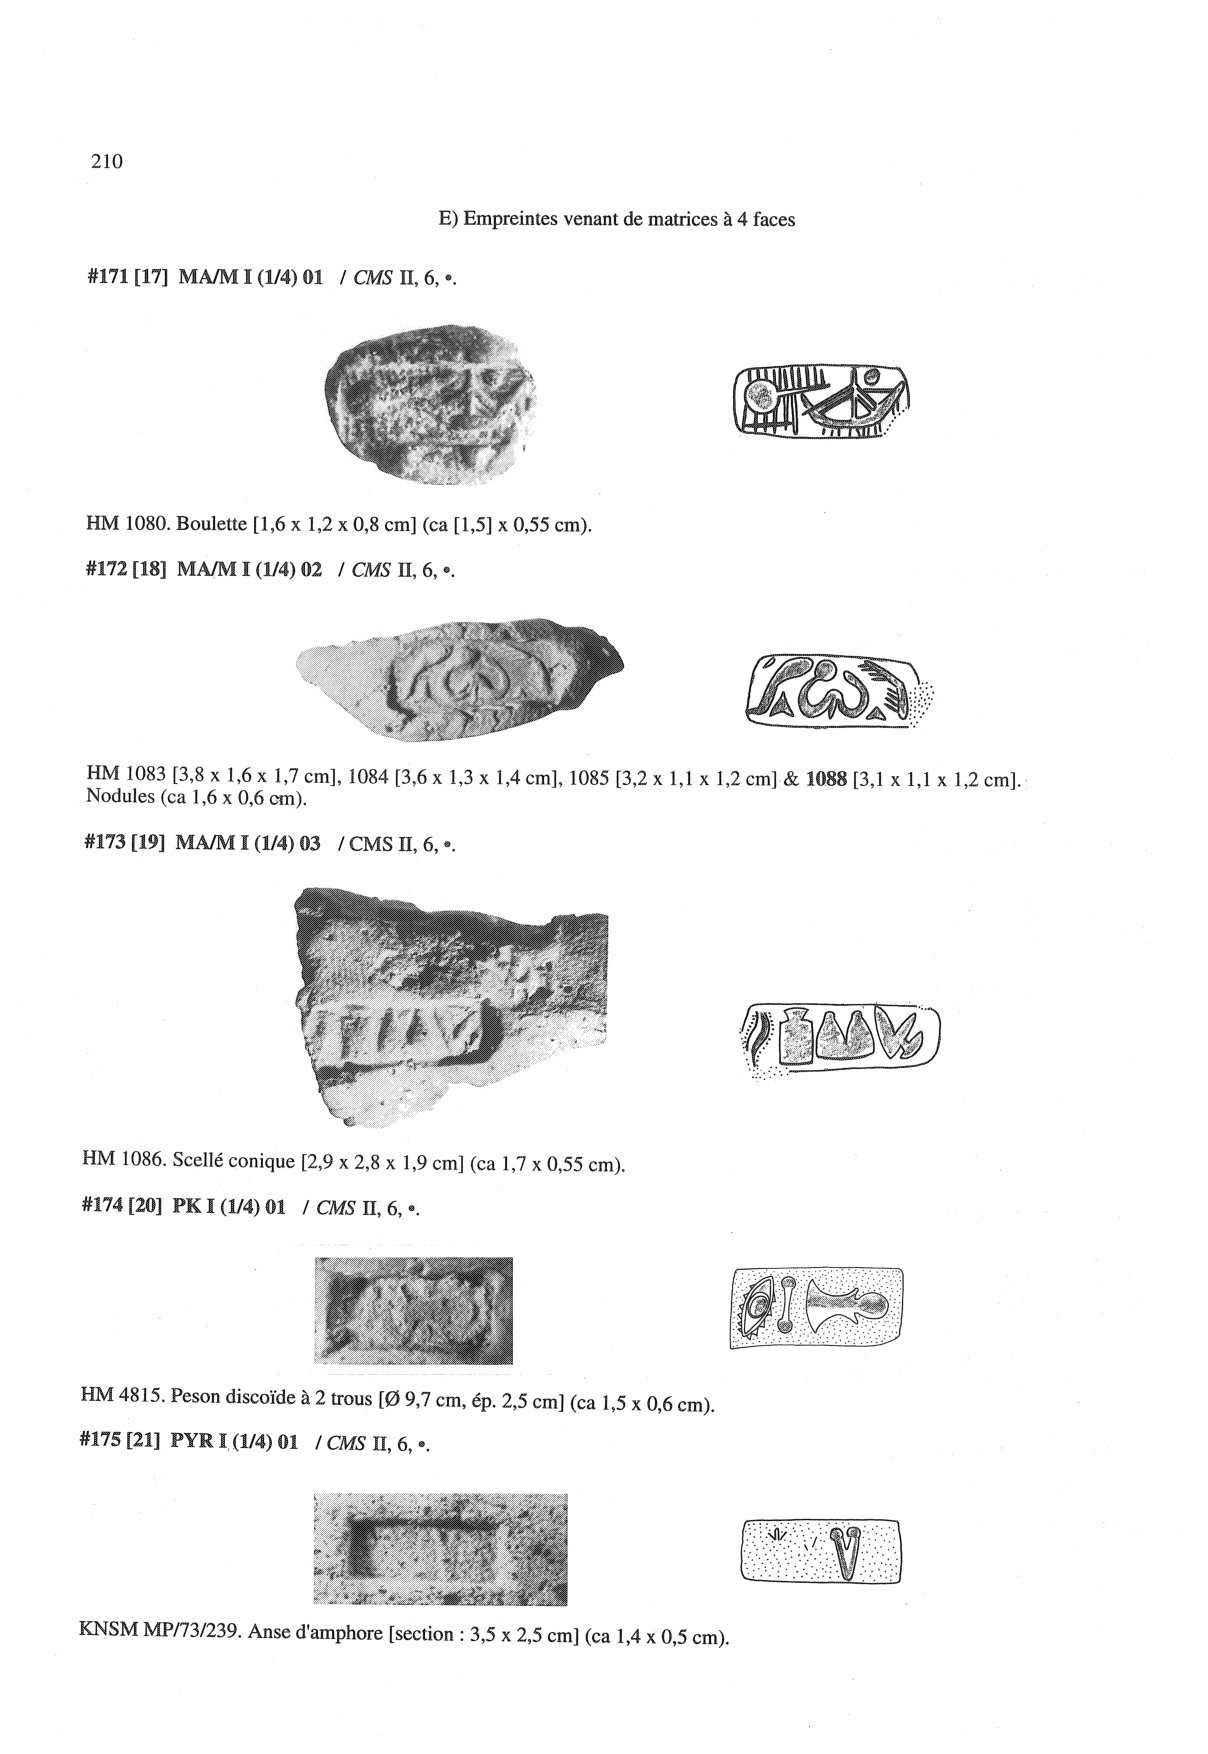 210
E) Empreintes venant de matrices à 4 faces
#171 [17] MA/M I (1/4) 01 / CMS II, 6, •.
HM 1080. Boulette [1,6 x 1,2 x 0,8 cm] (ca [1,5] x 0,55 cm).
#172 [18] MA/M I (1/4) 02 / CMS II, 6, •.
HM 1083 [3,8 x 1,6 x 1,7 cm], 1084 [3,6 x 1,3 x 1,4 cm], 1085 [3,2 x 1,1 x 1,2 cm] & 1088 [3,1 x 1,1 x 1,2 cm].
Nodules (ca 1,6 x 0,6 cm).
#173 [19] MA/M I (1/4) 03 / CMS II, 6, •.
HM 1086. Scellé conique [2,9 x 2,8 x 1,9 cm] (ca 1,7 x 0,55 cm).
#174 [20] PK I (1/4) 01 / CMS II, 6, •.
HM 4815. Peson discoïde à 2 trous [Ø 9,7 cm, ép. 2,5 cm] (ca 1,5 x 0,6 cm).
#175 [21] PYR I (1/4) 01 / CMS II, 6, •.
KNSM MP/73/239. Anse d'amphore [section : 3,5 x 2,5 cm] (ca 1,4 x 0,5 cm).